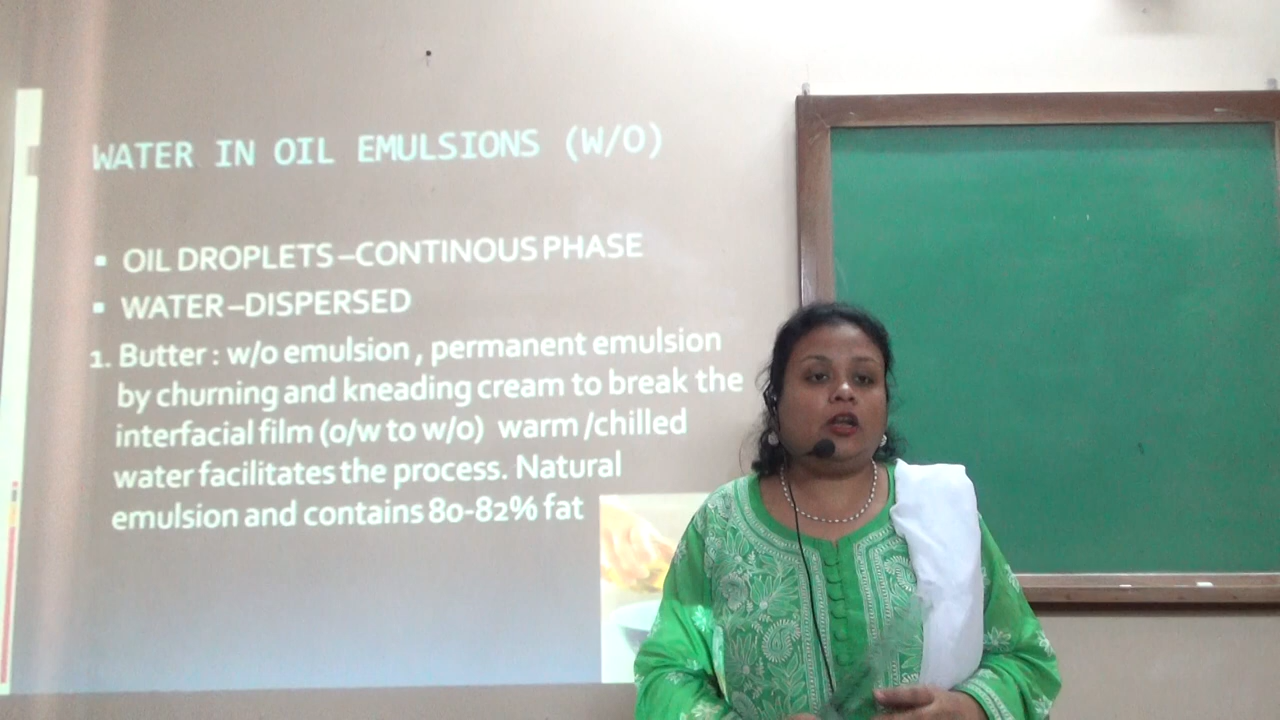 WATER IN OIL EMULSIONS (W/O)
▪ OIL DROPLETS –CONTINOUS PHASE
▪ WATER –DISPERSED
1. Butter : w/o emulsion , permanent emulsion
by churning and kneading cream to break the
interfacial film (o/w to w/o) warm /chilled
water facilitates the process. Natural
emulsion and contains 80-82% fat